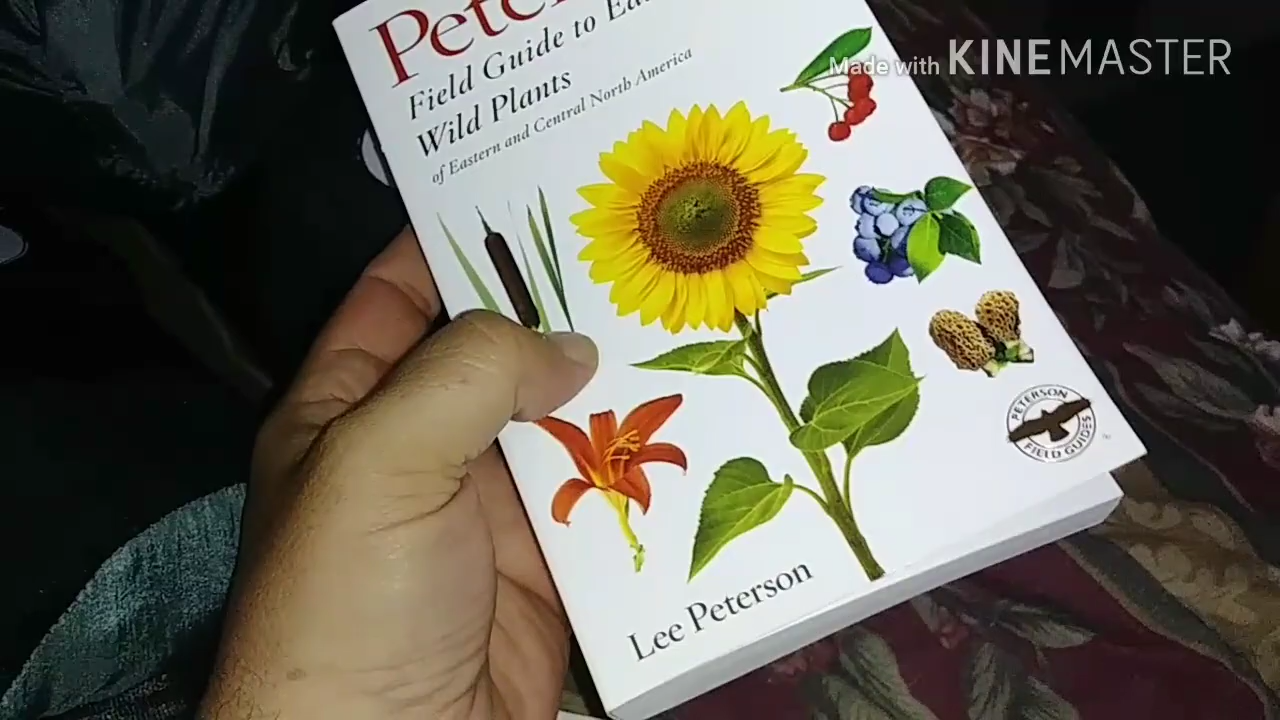 Made with KINEMASTER
Field Guide to
Wild Plants
of Eastern and Central North America
PETERSON
FIELD GUIDES
Lee Peterson